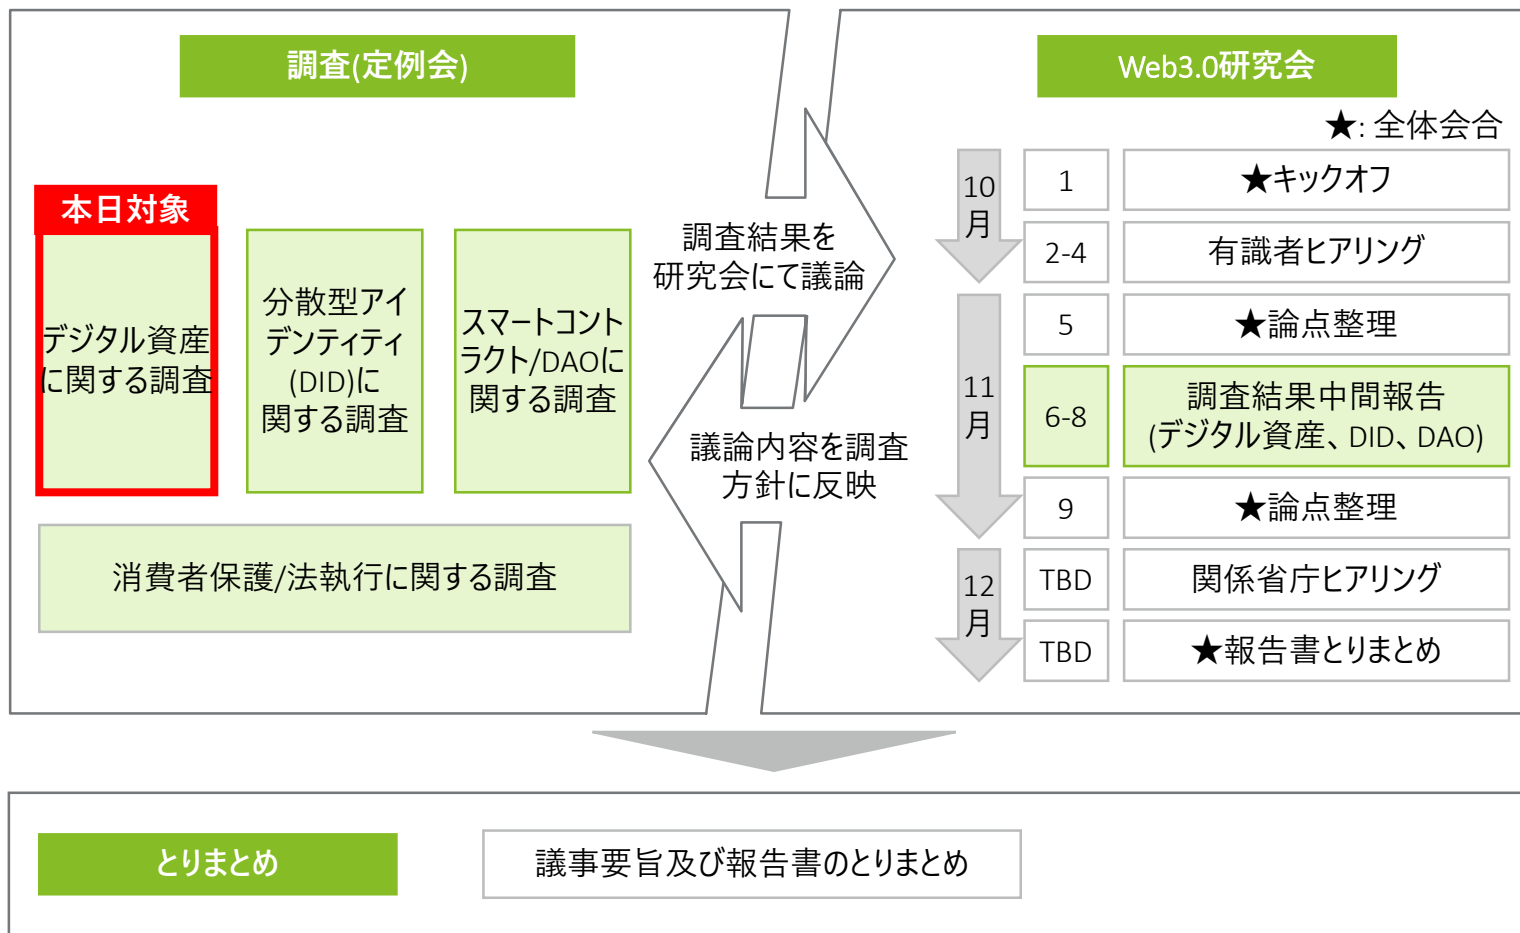 調査(定例会)
本日対象
デジタル資産
に関する調査
分散型アイ
デンティティ
(DID)に
関する調査
スマートコント
ラクト/DAOに
関する調査
消費者保護/法執行に関する調査
調査結果を
研究会にて議論
議論内容を調査
方針に反映
Web3.0研究会
★: 全体会合
10
月
1
★キックオフ
2-4
有識者ヒアリング
11
月
5
★論点整理
6-8
調査結果中間報告
(デジタル資産、DID、DAO)
9
★論点整理
12
月
TBD
関係省庁ヒアリング
TBD
★報告書とりまとめ
とりまとめ
議事要旨及び報告書のとりまとめ